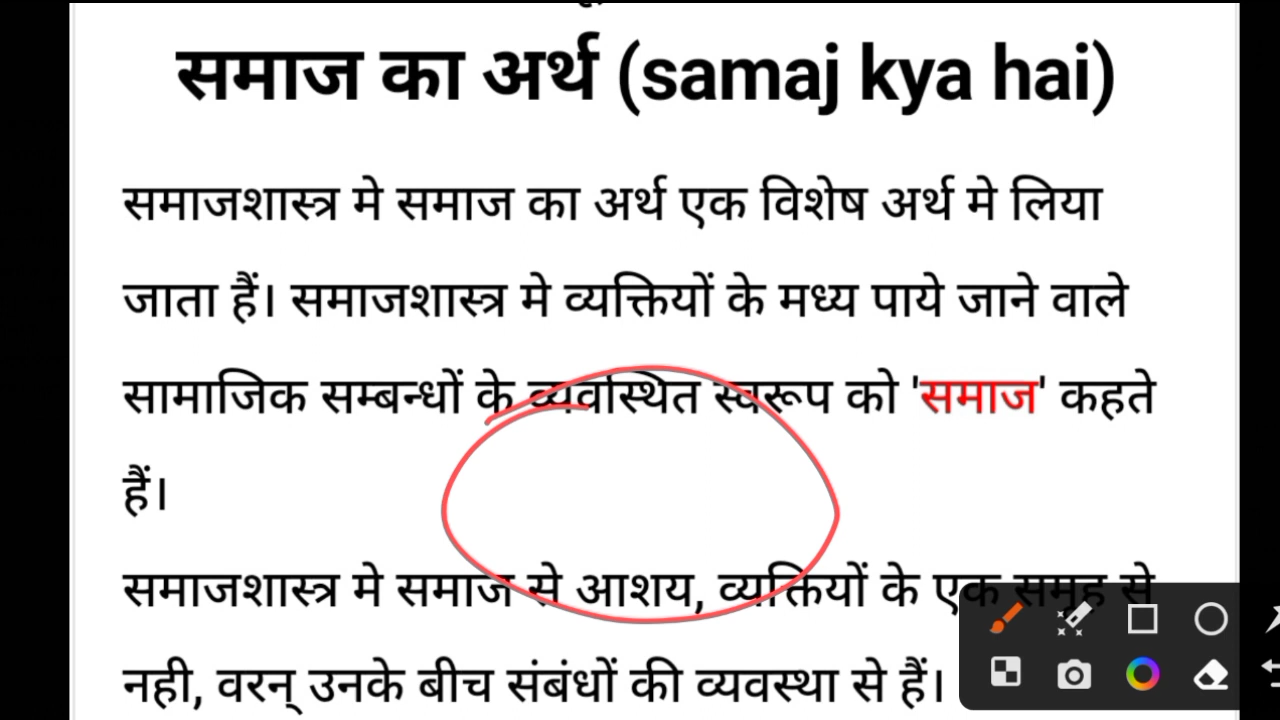 समाज का अर्थ (samaj kya hai)
समाजशास्त्र मे समाज का अर्थ एक विशेष अर्थ मे लिया
जाता हैं। समाजशास्त्र मे व्यक्तियों के मध्य पाये जाने वाले
सामाजिक सम्बन्धों के व्यवस्थित स्वरूप को 'समाज' कहते
हैं।
समाजशास्त्र मे समाज से आशय, व्यक्तियों के एक समूह से
नही, वरन् उनके बीच संबंधों की व्यवस्था से हैं।